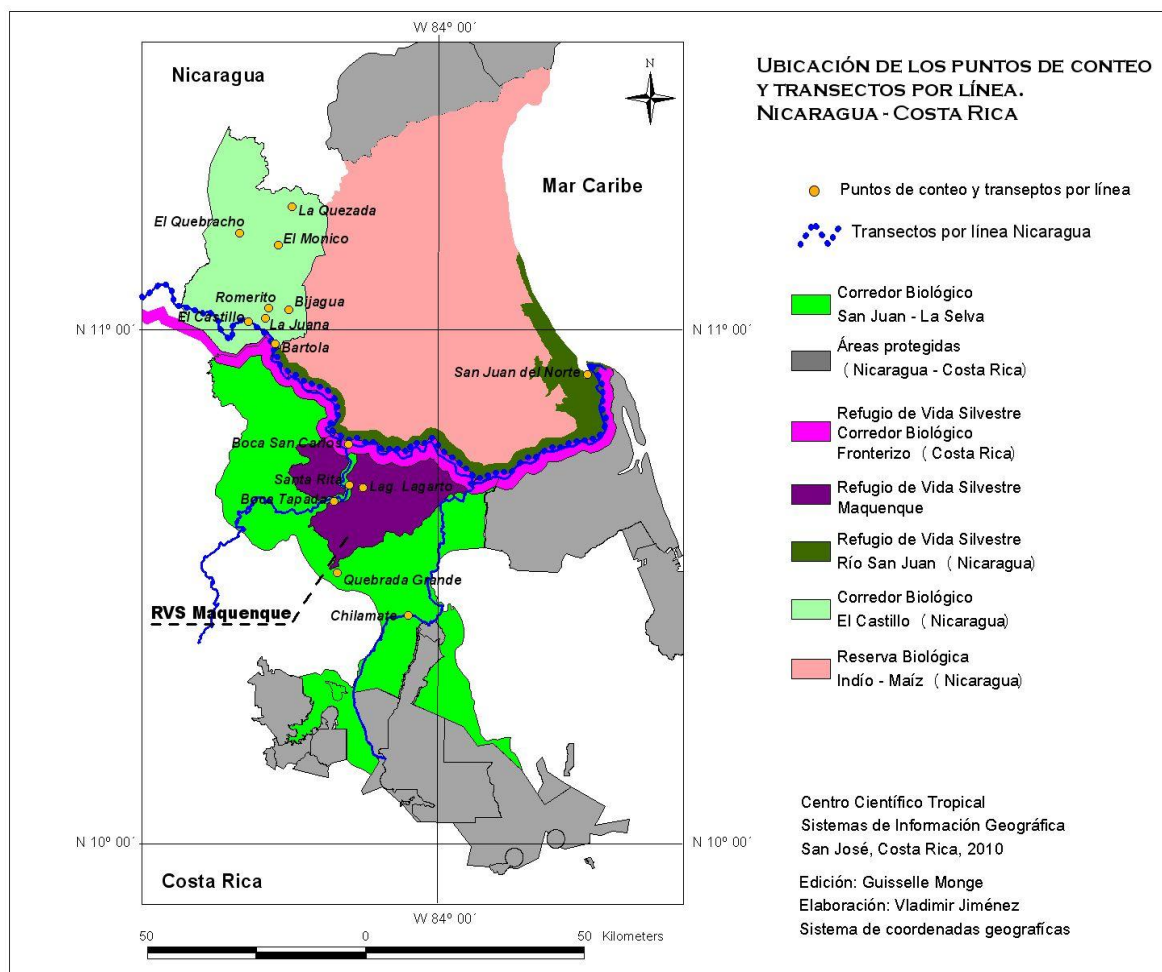 W 84º 00´
Nicaragua
N
UBICACIÓN DE LOS PUNTOS DE CONTEO
Y TRANSECTOS POR LÍNEA.
NICARAGUA - COSTA RICA
Mar Caribe
Puntos de conteo y transeptos por línea
Transectos por línea Nicaragua
La Quezada
El Quebracho
El Monico
Romerito
Bijagua
El Castillo
La Juana
Bartola
N 11º 00´
N 11º 00´
San Juan del Norte
Boca San Carlos
Santa Rita
Lag. Lagarto
Boca Tapada
Quebrada Grande
RVS Maquenque
Chilamate
Corredor Biológico
San Juan - La Selva
Áreas protegidas
( Nicaragua - Costa Rica)
Refugio de Vida Silvestre
Corredor Biológico
Fronterizo ( Costa Rica)
Refugio de Vida Silvestre
Maquenque
Refugio de Vida Silvestre
Río San Juan ( Nicaragua)
Corredor Biológico
El Castillo ( Nicaragua)
Reserva Biológica
Indío - Maíz ( Nicaragua)
N 10º 00´
N 10º 00´
Costa Rica
W 84º 00´
50 0 50 Kilometers
Centro Científico Tropical
Sistemas de Información Geográfica
San José, Costa Rica, 2010
Edición: Guisselle Monge
Elaboración: Vladimir Jiménez
Sistema de coordenadas geografícas